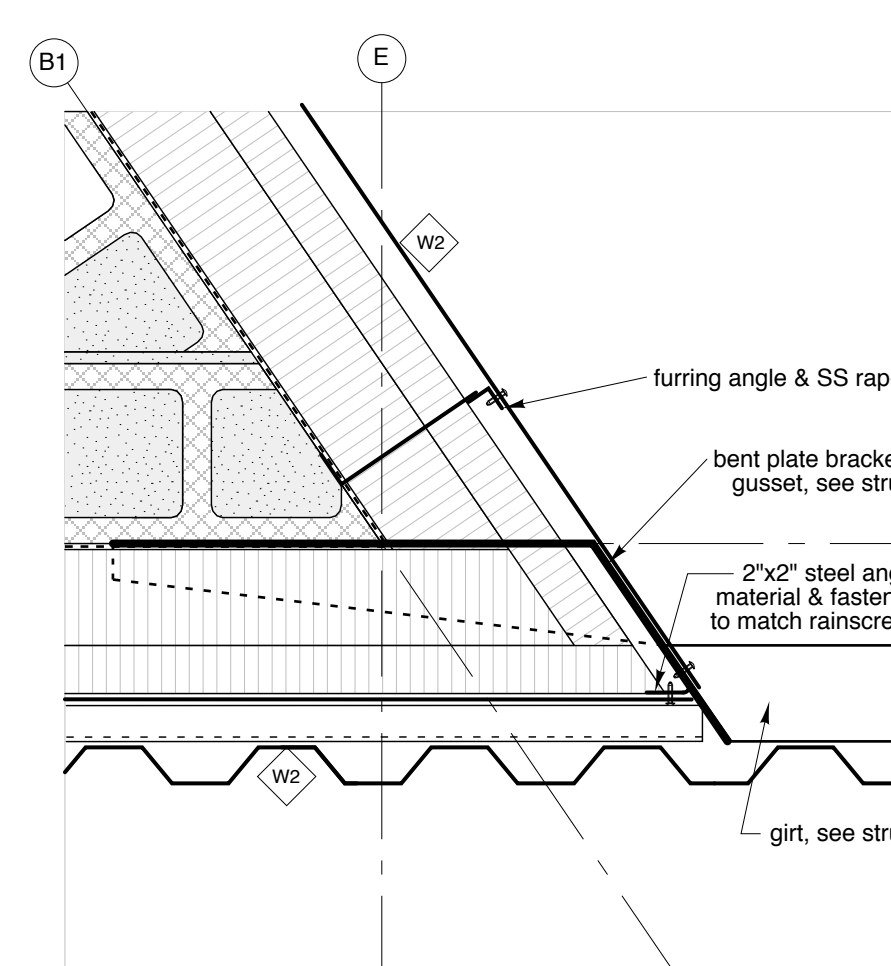 B1
E
W2
furring angle & SS rap
bent plate bracke
gusset, see stru
2"x2" steel ang
material & fasten
to match rainscre
W2
girt, see stru